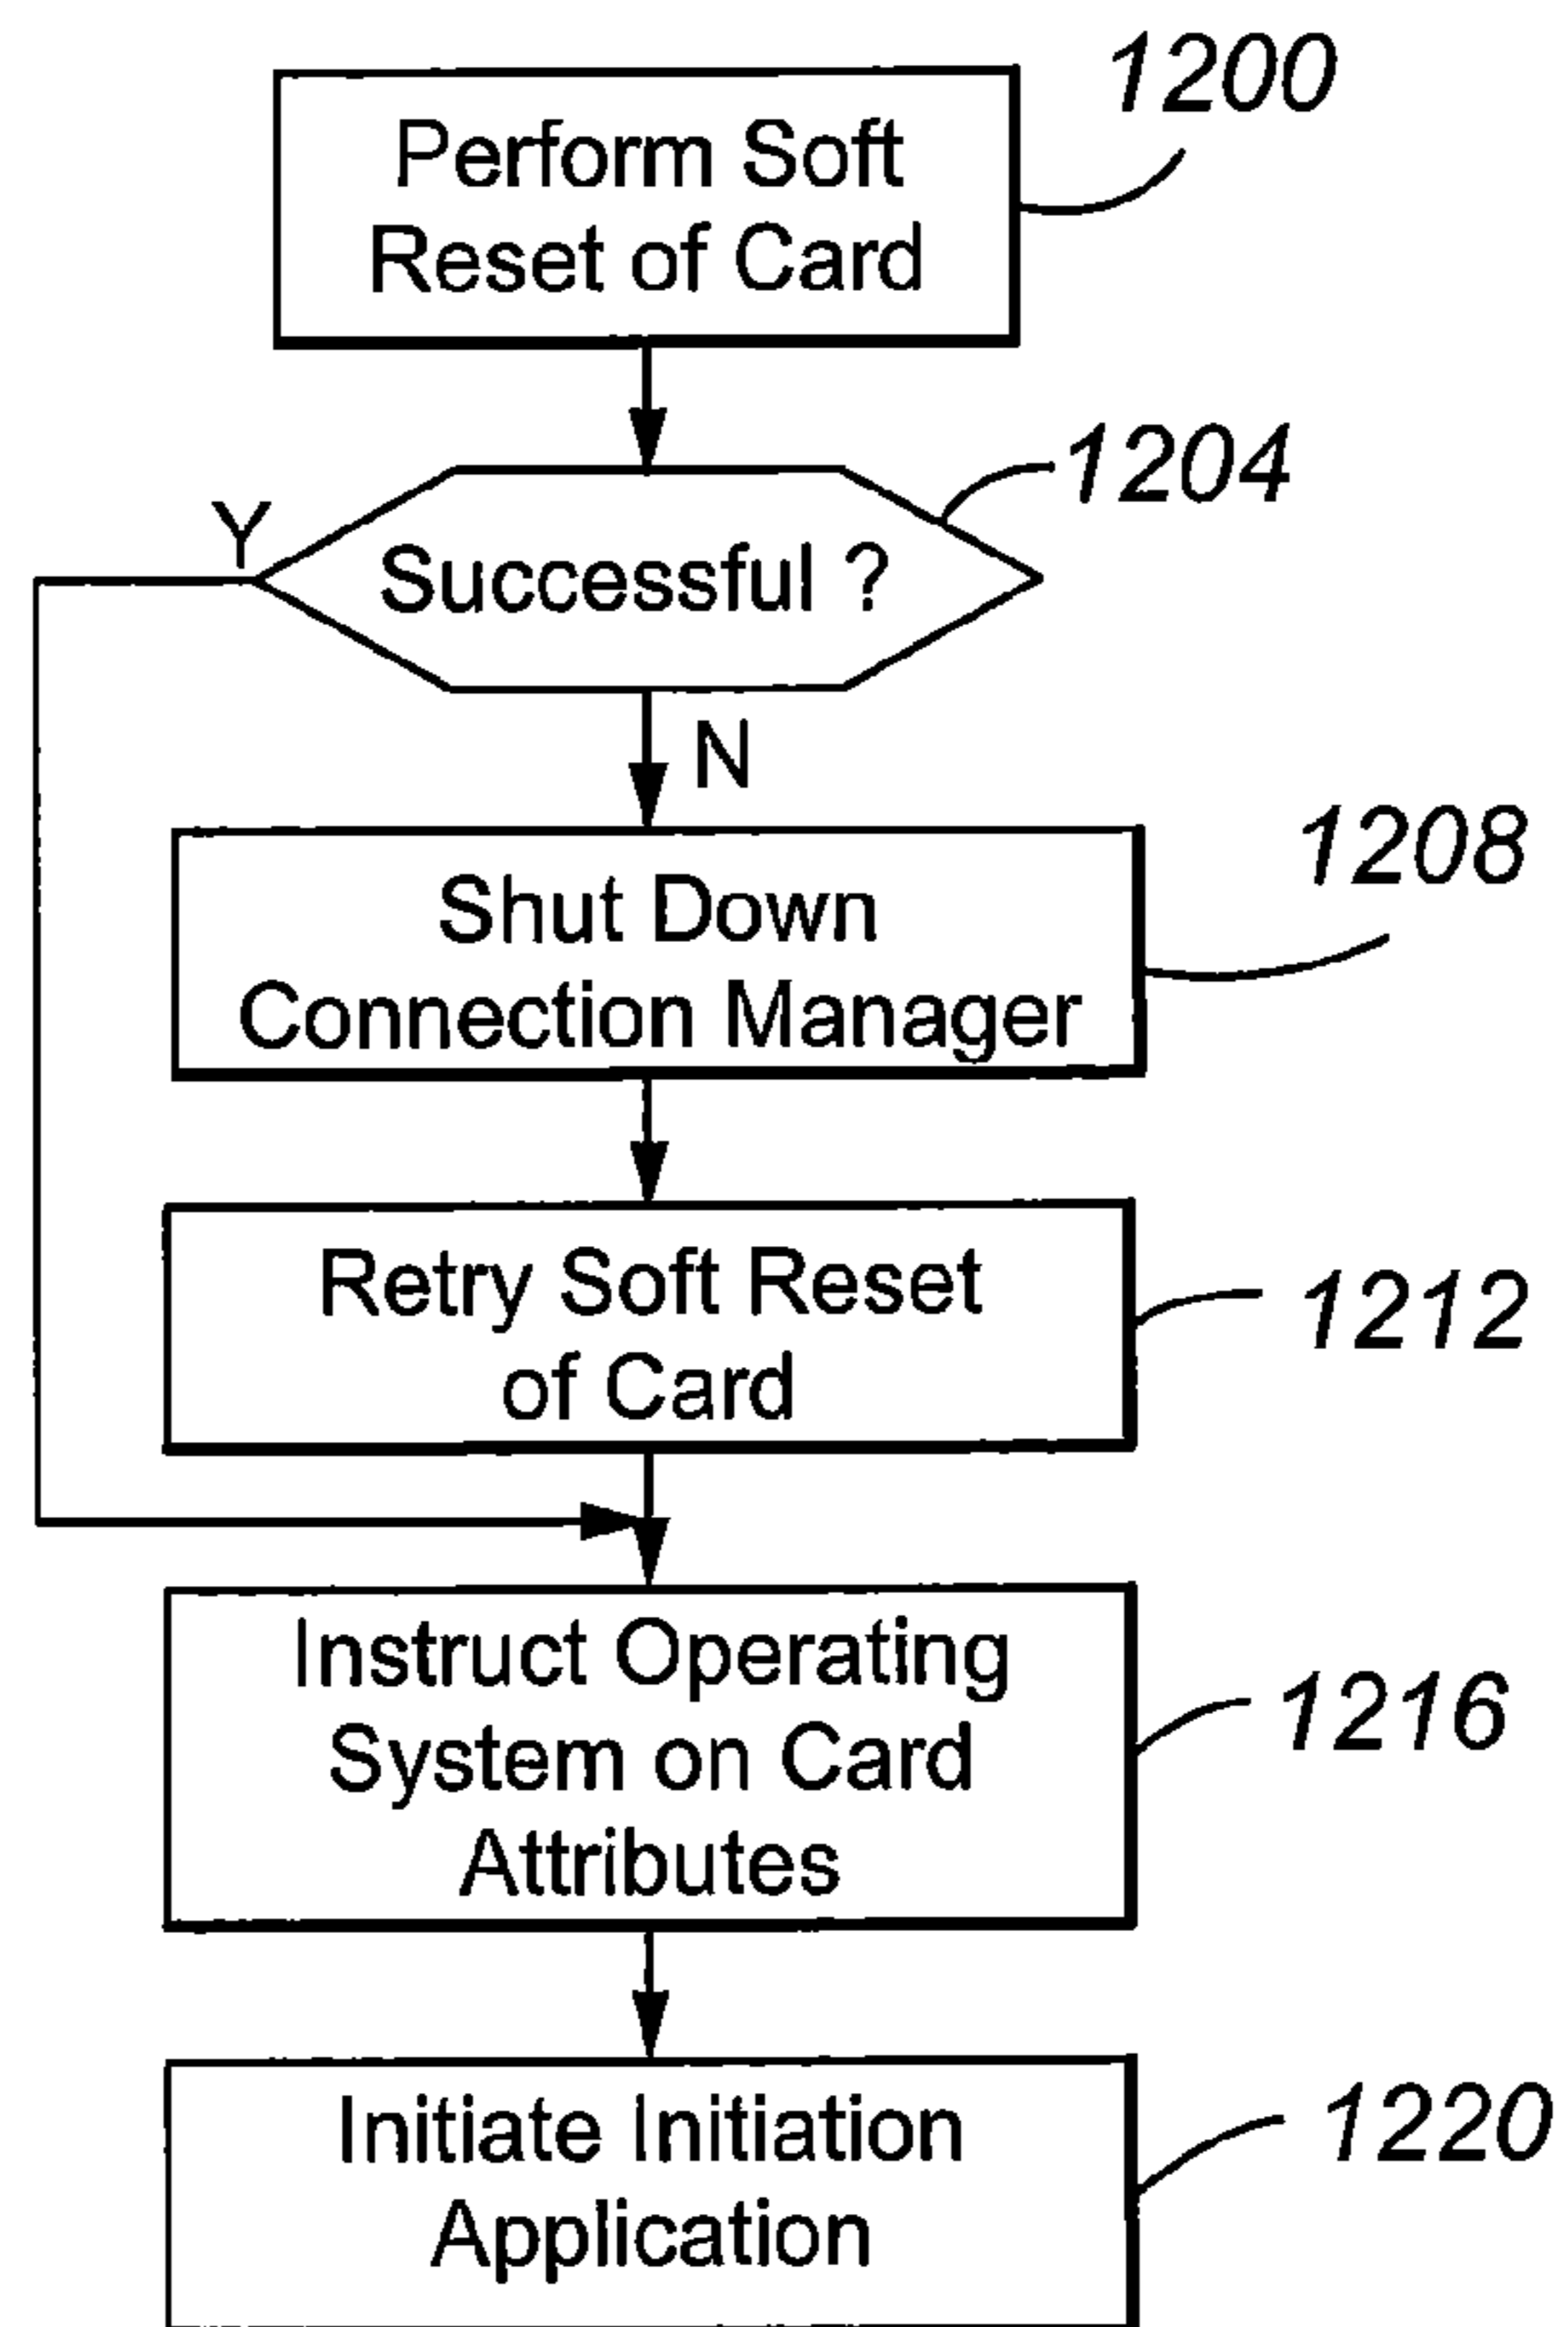 1200
Perform Soft
Reset of Card
1204
Y
Successful ?
N
1208
Shut Down
Connection Manager
Retry Soft Reset
1212
of Card
Instruct Operating
1216
System on Card
Attributes
1220
Initiate Initiation
Application